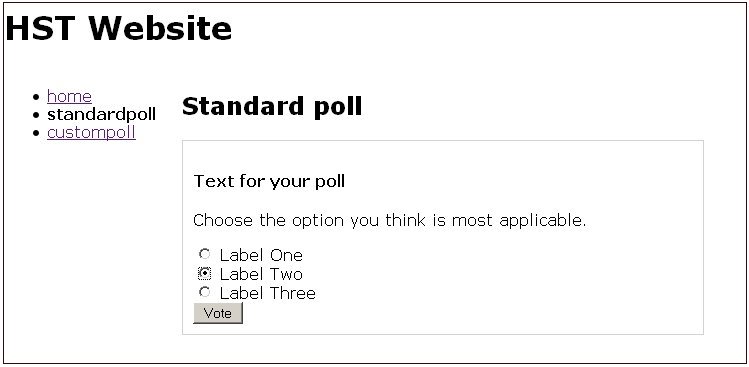 HST Website
home
standardpoll
custompoll
Standard poll
Text for your poll
Choose the option you think is most applicable.
Label One
Label Two
Label Three
Vote